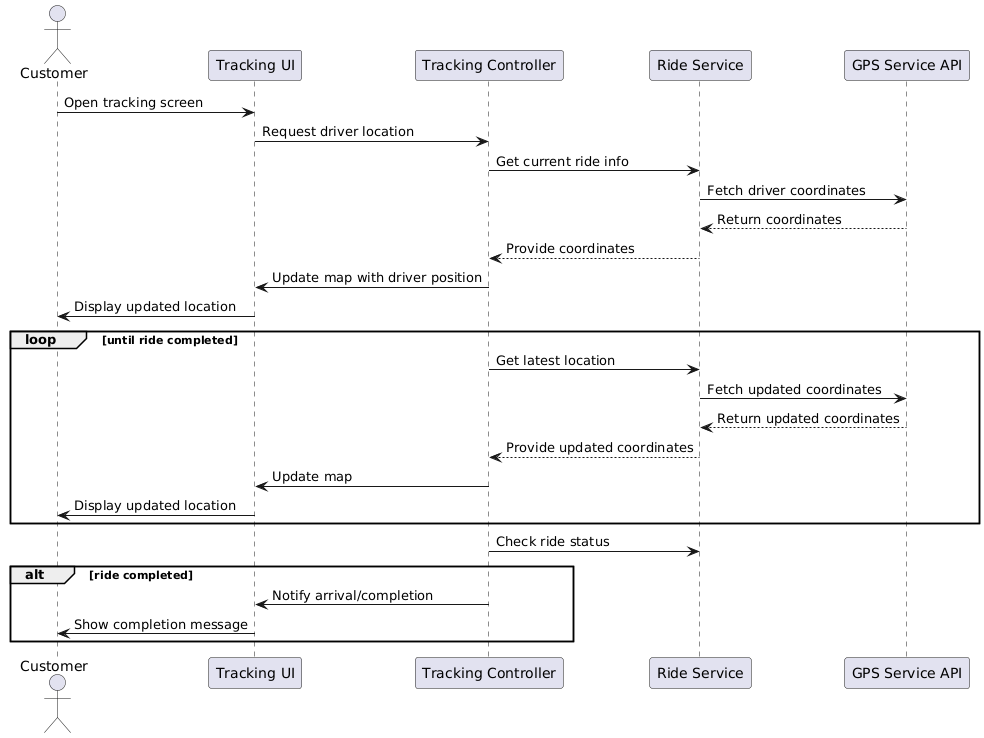 Customer
Tracking UI
Tracking Controller
Ride Service
GPS Service API
Open tracking screen
Request driver location
Get current ride info
Fetch driver coordinates
Return coordinates
Provide coordinates
Update map with driver position
Display updated location
loop [until ride completed]
Get latest location
Fetch updated coordinates
Return updated coordinates
Provide updated coordinates
Update map
Display updated location
Check ride status
alt [ride completed]
Notify arrival/completion
Show completion message
Customer
Tracking UI
Tracking Controller
Ride Service
GPS Service API